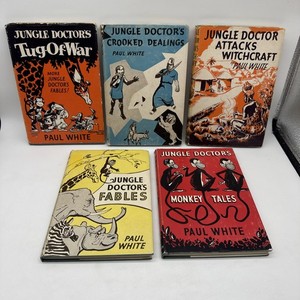 JUNGLE DOCTOR'S
Tug-Of-War
MORE
JUNGLE
DOCTOR'S
FABLES!
PAUL WHITE
JUNGLE DOCTOR'S
CROOKED DEALINGS
PAUL WHITE
JUNGLE DOCTOR
ATTACKS
WITCHCRAFT
PAUL WHITE
JUNGLE
DOCTOR'S
FABLES
PAUL
WHITE
JUNGLE DOCTOR'S
MONKEY TALES
PAUL WHITE